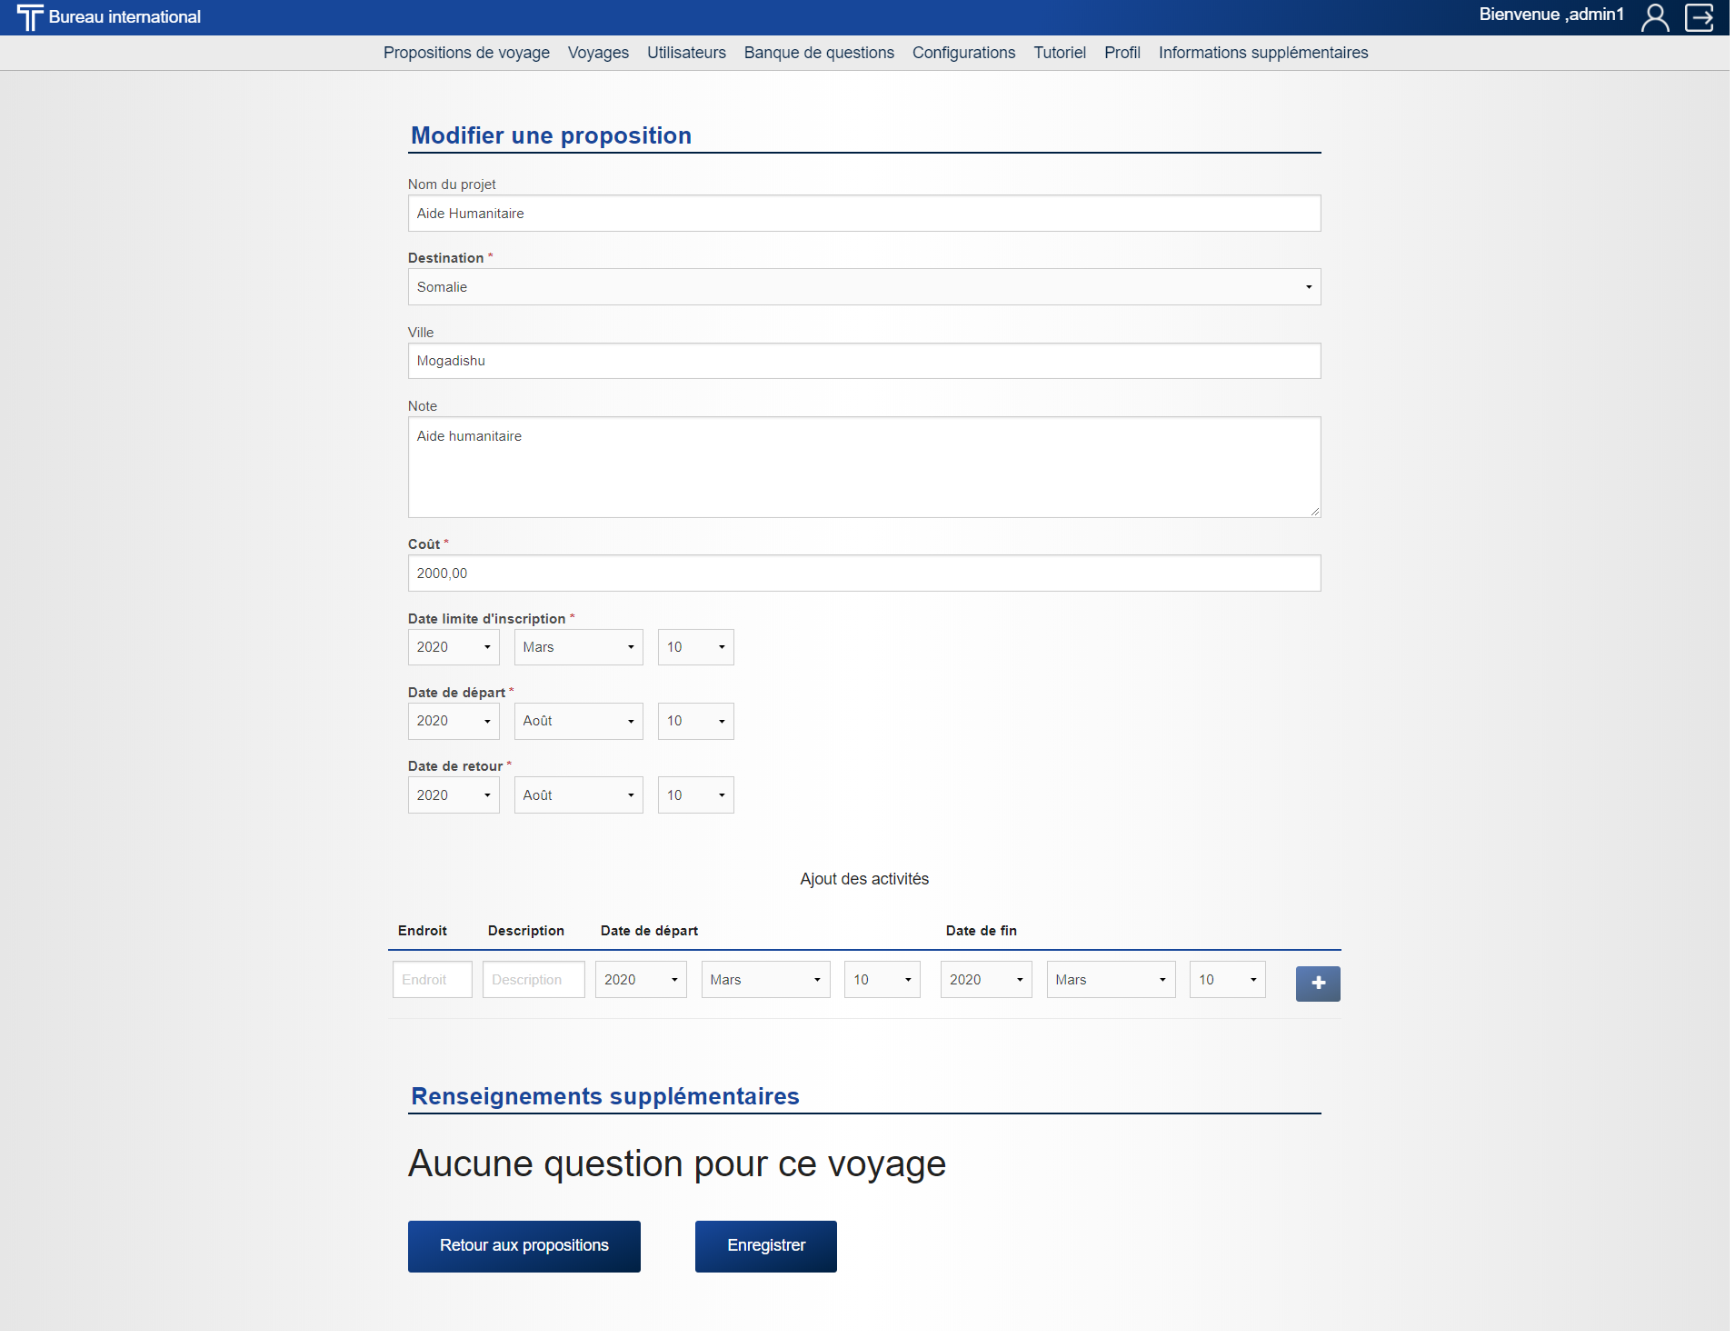 Bureau international
Bienvenue ,admin1
Propositions de voyage Voyages Utilisateurs Banque de questions Configurations Tutoriel Profil Informations supplémentaires
Modifier une proposition
Nom du projet
Aide Humanitaire
Destination *
Somalie
Ville
Mogadishu
Note
Aide humanitaire
Coût *
2000,00
Date limite d'inscription *
2020 Mars 10
Date de départ *
2020 Août 10
Date de retour *
2020 Août 10
Ajout des activités
Endroit Description Date de départ Date de fin
Endroit Description 2020 Mars 10 2020 Mars 10
Renseignements supplémentaires
Aucune question pour ce voyage
Retour aux propositions Enregistrer